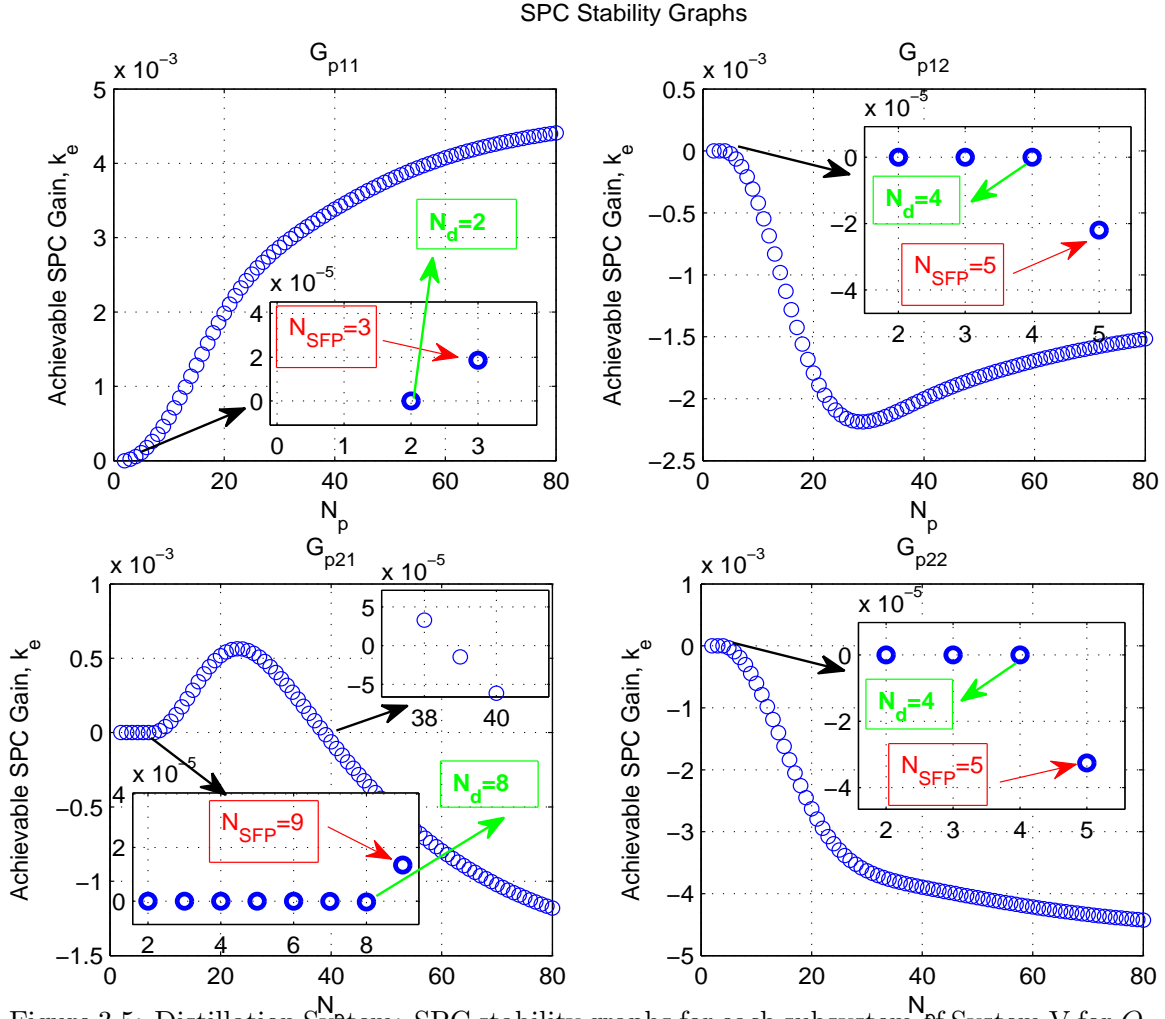 SPC Stability Graphs
G_p11
x 10^−3
Achievable SPC Gain, k_e
5
4
3
2
1
0
0 20 40 60 80
N_p
N_d=2
x 10^−5
4
2
0
0 1 2 3
N_SFP=3
G_p12
x 10^−3
Achievable SPC Gain, k_e
0.5
0
−0.5
−1
−1.5
−2
−2.5
0 20 40 60 80
N_p
x 10^−5
0
−2
−4
2 3 4 5
N_d=4
N_SFP=5
G_p21
x 10^−3
Achievable SPC Gain, k_e
1
0.5
0
−0.5
−1
−1.5
0 20 40 60 80
x 10^−5
5
0
−5
38 40
x 10^−5
4
2
0
2 4 6 8
N_SFP=9
N_d=8
G_p22
x 10^−3
Achievable SPC Gain, k_e
1
0
−1
−2
−3
−4
−5
0 20 40 60 80
x 10^−5
0
−2
−4
2 3 4 5
N_d=4
N_SFP=5
N_p
N_p
Figure 3.5: Distillation System: SPC stability graphs for each subsystem of System V for